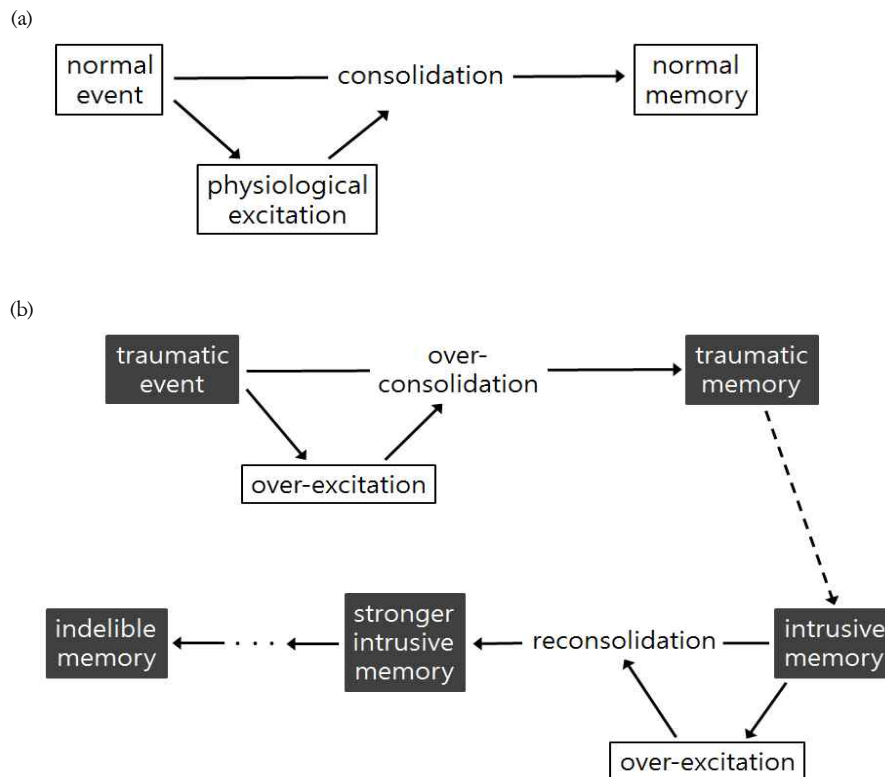 (a)
normal
event
consolidation
normal
memory
physiological
excitation
(b)
traumatic
event
over-
consolidation
traumatic
memory
over-excitation
indelible
memory
. . .
stronger
intrusive
memory
reconsolidation
intrusive
memory
over-excitation